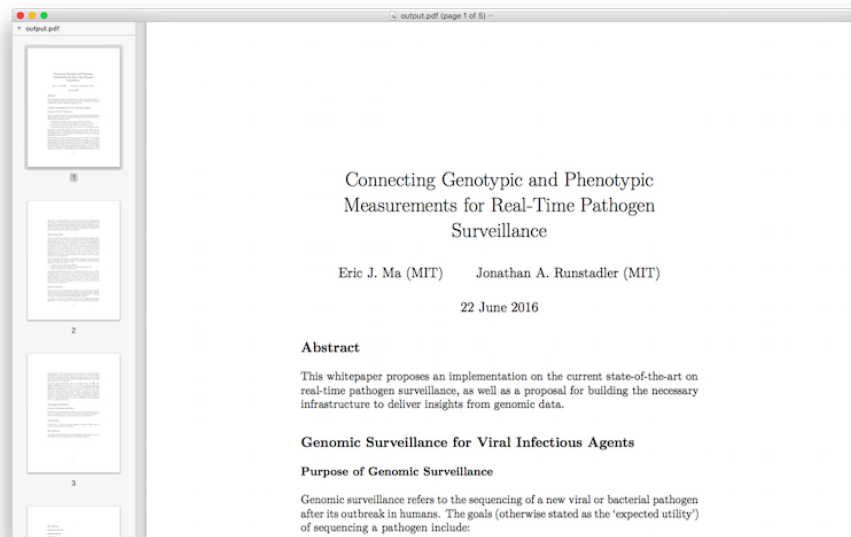 output.pdf (page 1 of 5)
output.pdf
1
2
3
Connecting Genotypic and Phenotypic
Measurements for Real-Time Pathogen
Surveillance
Eric J. Ma (MIT) Jonathan A. Runstadler (MIT)
22 June 2016
Abstract
This whitepaper proposes an implementation on the current state-of-the-art on
real-time pathogen surveillance, as well as a proposal for building the necessary
infrastructure to deliver insights from genomic data.
Genomic Surveillance for Viral Infectious Agents
Purpose of Genomic Surveillance
Genomic surveillance refers to the sequencing of a new viral or bacterial pathogen
after its outbreak in humans. The goals (otherwise stated as the ‘expected utility’)
of sequencing a pathogen include: